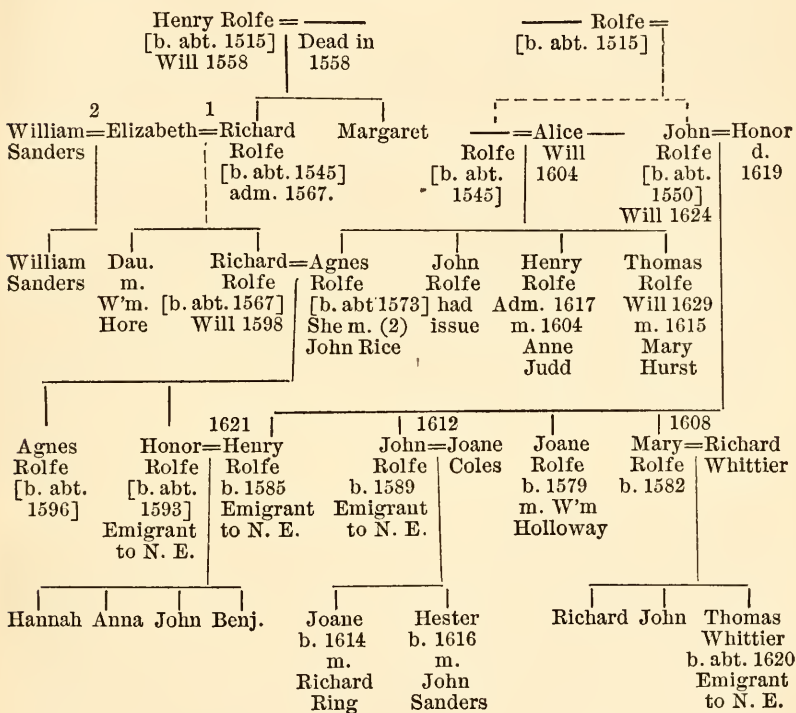 Henry Rolfe = ——— ——— Rolfe =
[b. abt. 1515] Dead in [b. abt. 1515]
Will 1558 1558
2 1
William=Elizabeth=Richard Margaret ——=Alice— John=Honor
Sanders Rolfe Rolfe Will Rolfe d.
[b. abt. 1545] [b. abt. 1604 [b. abt. 1619
adm. 1567. 1545] 1550]
Will 1624
William Dau. Richard=Agnes John Henry Thomas
Sanders m. Rolfe Rolfe Rolfe Rolfe Rolfe
W'm. [b. abt. 1567] [b. abt 1573] had Adm. 1617 Will 1629
Hore Will 1598 She m. (2) issue m. 1604 m. 1615
John Rice Anne Mary
Judd Hurst
1621 1612 1608
Agnes Honor=Henry John=Joane Joane Mary=Richard
Rolfe Rolfe Rolfe Rolfe Coles Rolfe Rolfe Whittier
[b. abt. [b. abt. b. 1585 b. 1589 b. 1579 b. 1582
1596] 1593] Emigrant Emigrant m. W'm
Emigrant to N. E. to N. E. Holloway
to N. E.
Hannah Anna John Benj. Joane Hester Richard John Thomas
b. 1614 b. 1616 Whittier
m. m. b. abt. 1620
Richard John Emigrant
Ring Sanders to N. E.